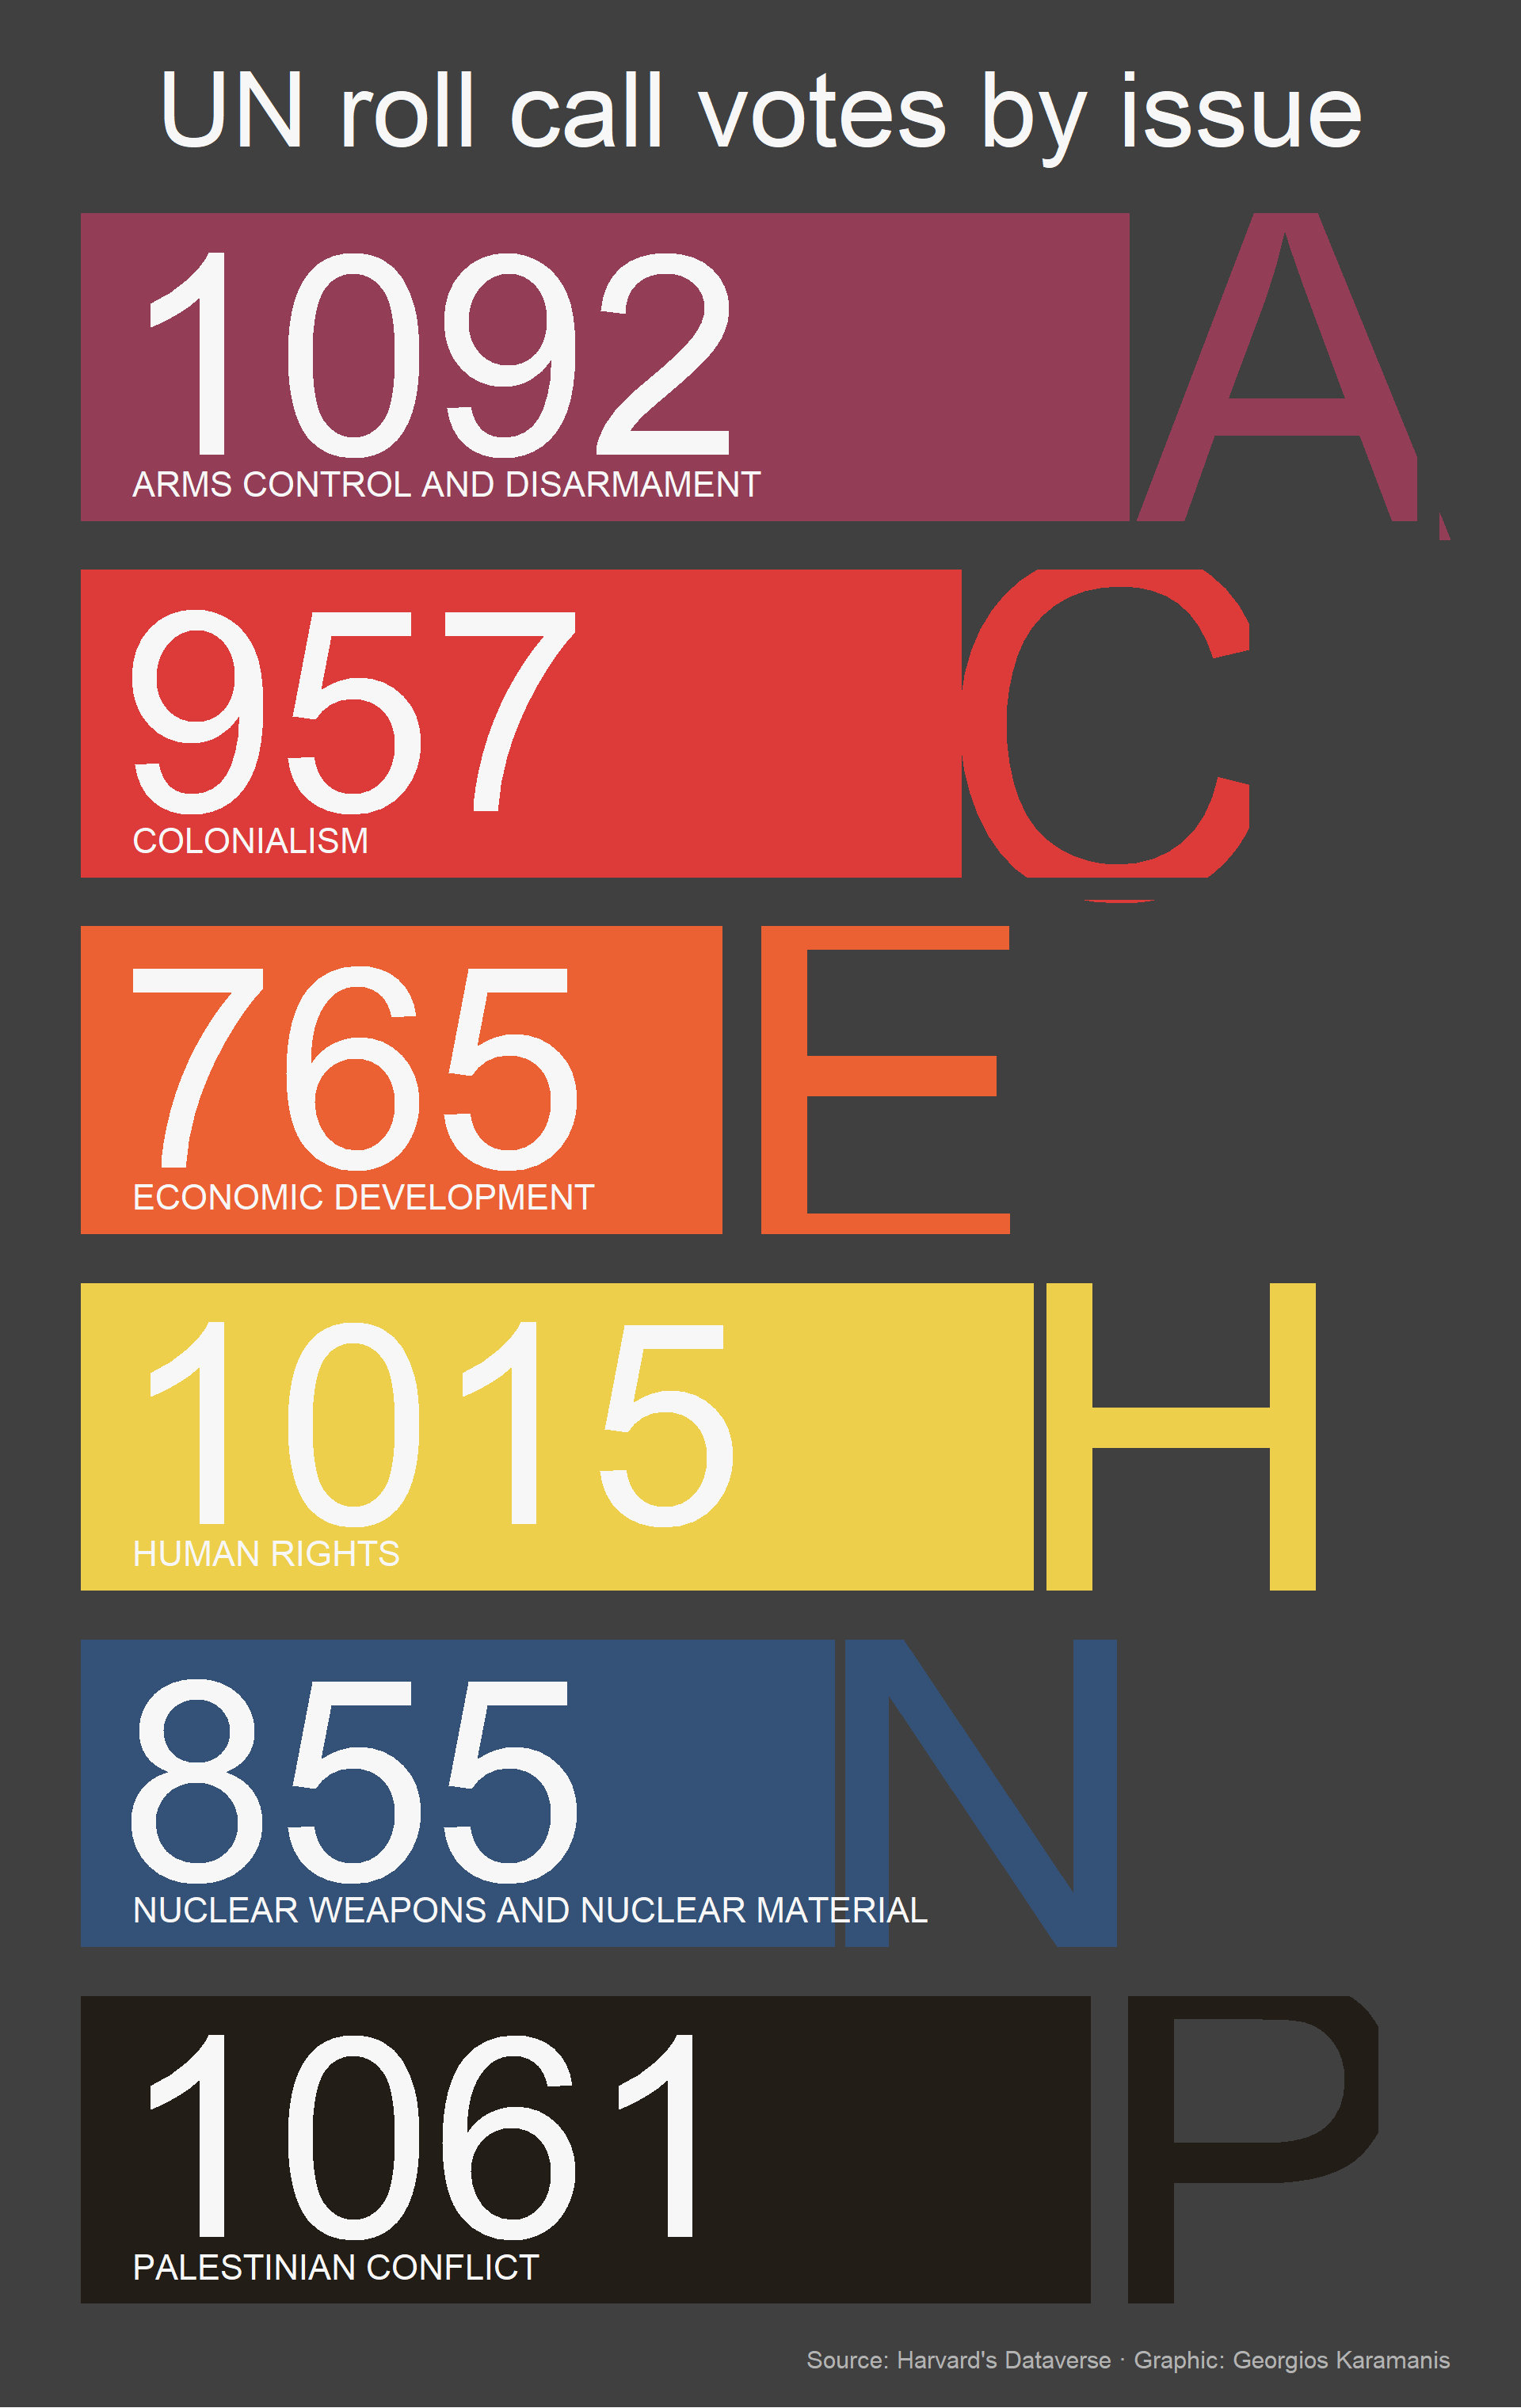 UN roll call votes by issue
1092 A
ARMS CONTROL AND DISARMAMENT
957 C
COLONIALISM
765 E
ECONOMIC DEVELOPMENT
1015 H
HUMAN RIGHTS
855 N
NUCLEAR WEAPONS AND NUCLEAR MATERIAL
1061 P
PALESTINIAN CONFLICT
Source: Harvard's Dataverse · Graphic: Georgios Karamanis